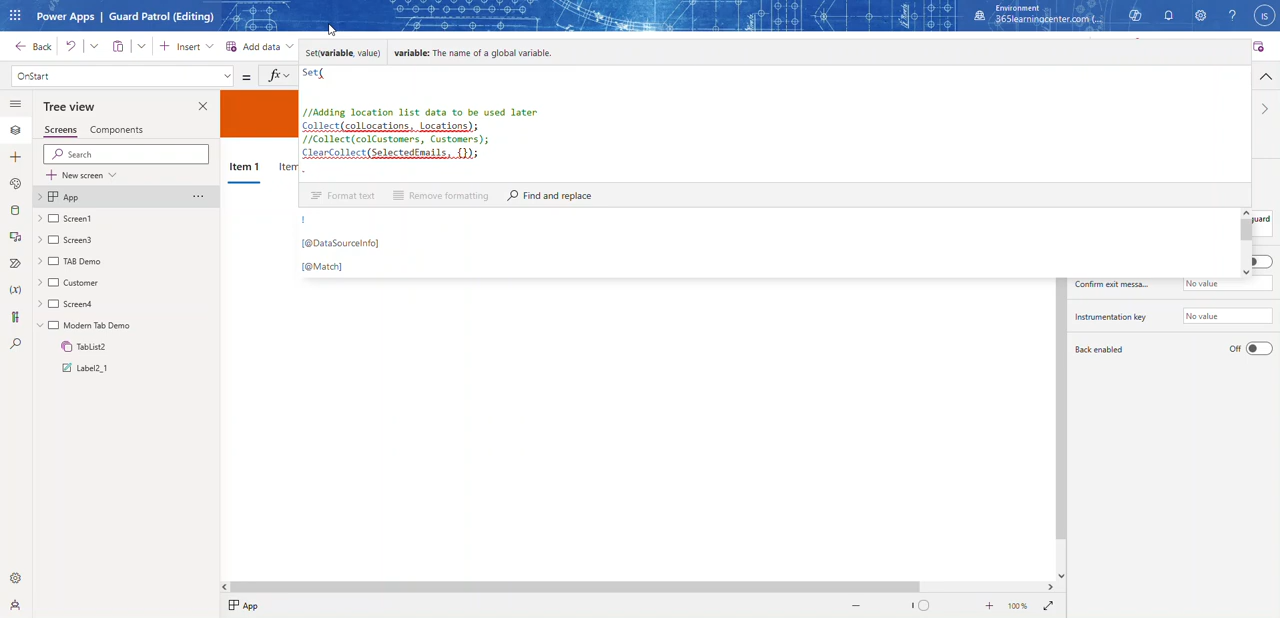 Power Apps | Guard Patrol (Editing)
Environment
365learningcenter.com (...
IS
Back
Insert
Add data
Set(variable, value)
variable: The name of a global variable.
OnStart
=
fx
Set(
//Adding location list data to be used later
Collect(colLocations, Locations);
//Collect(colCustomers, Customers);
ClearCollect(SelectedEmails, {});
Format text
Remove formatting
Find and replace
!
[@DataSourceInfo]
[@Match]
Tree view
Screens
Components
Search
New screen
App
Screen1
Screen3
TAB Demo
Customer
Screen4
Modern Tab Demo
TabList2
Label2_1
Item 1
Item
guard
Confirm exit messa...
No value
Instrumentation key
No value
Back enabled
Off
App
100 %